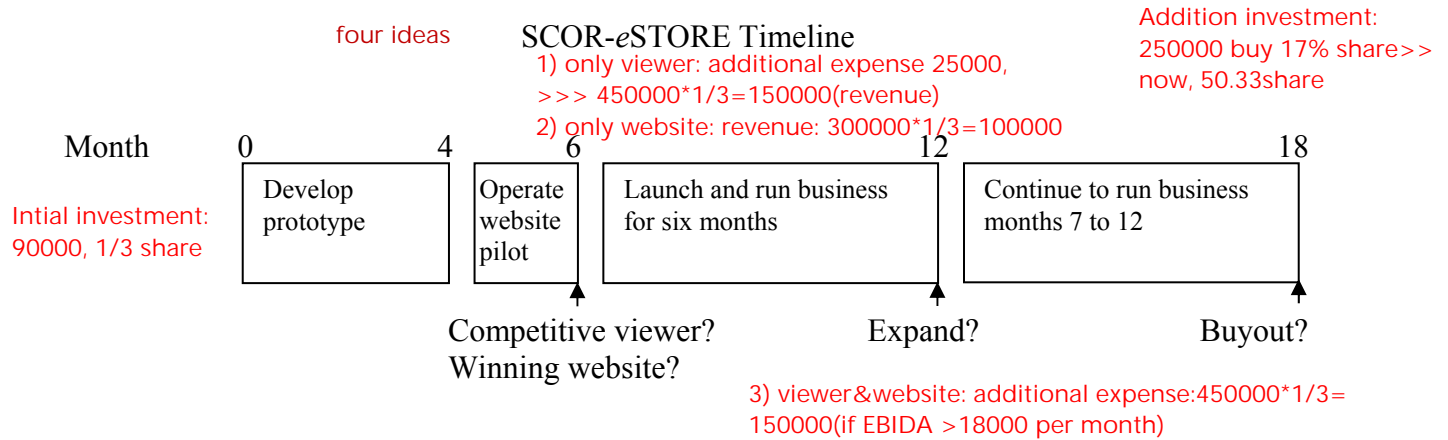 four ideas
SCOR-eSTORE Timeline
Addition investment:
250000 buy 17% share>>
now, 50.33share
1) only viewer: additional expense 25000,
>>> 450000*1/3=150000(revenue)
2) only website: revenue: 300000*1/3=100000
Month 0 4 6 12 18
Intial investment:
90000, 1/3 share
Develop
prototype
Operate
website
pilot
Launch and run business
for six months
Continue to run business
months 7 to 12
Competitive viewer?
Winning website?
Expand?
Buyout?
3) viewer&website: additional expense:450000*1/3=
150000(if EBIDA >18000 per month)